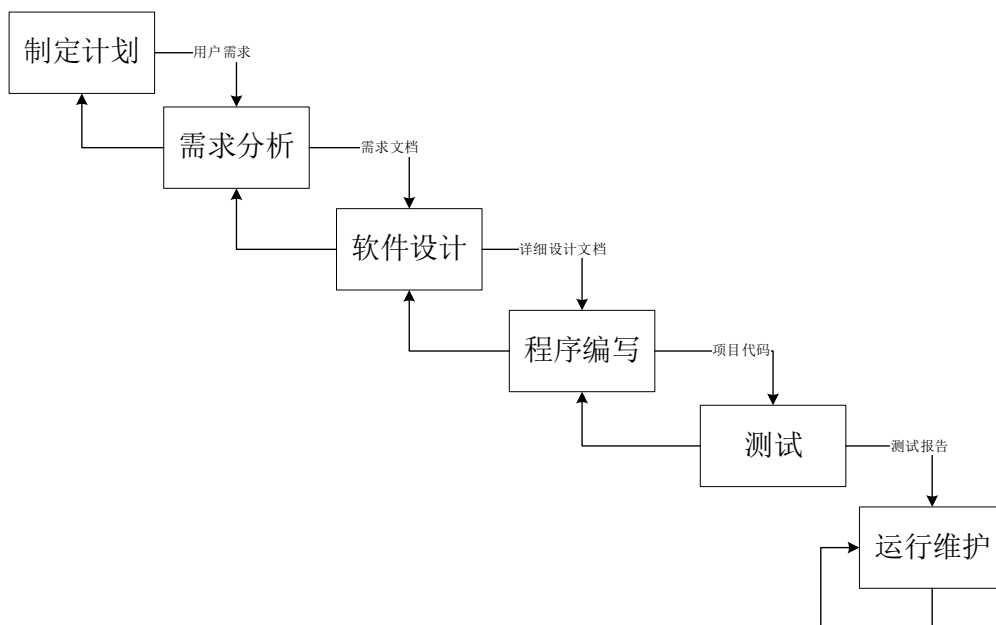 制定计划
用户需求
需求分析
需求文档
软件设计
详细设计文档
程序编写
项目代码
测试
测试报告
运行维护